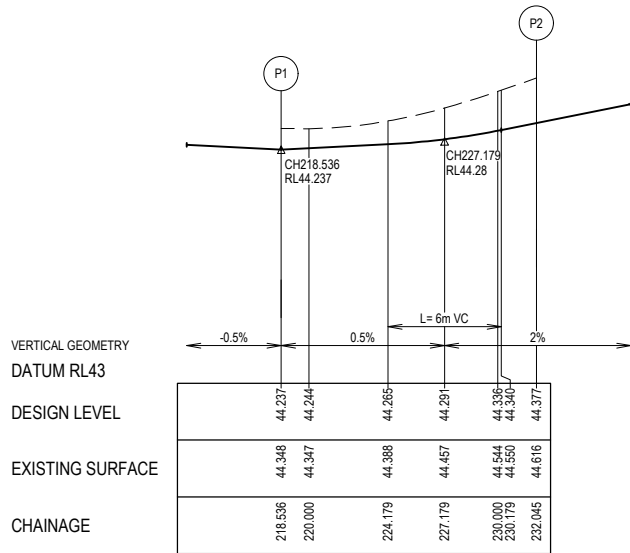 P2
P1
CH218.536
RL44.237
CH227.179
RL44.28
L= 6m VC
-0.5%
0.5%
2%
VERTICAL GEOMETRY
DATUM RL43
DESIGN LEVEL
44.237
44.244
44.265
44.291
44.336
44.340
44.377
EXISTING SURFACE
44.348
44.347
44.388
44.457
44.544
44.550
44.616
CHAINAGE
218.536
220.000
224.179
227.179
230.000
230.179
232.045